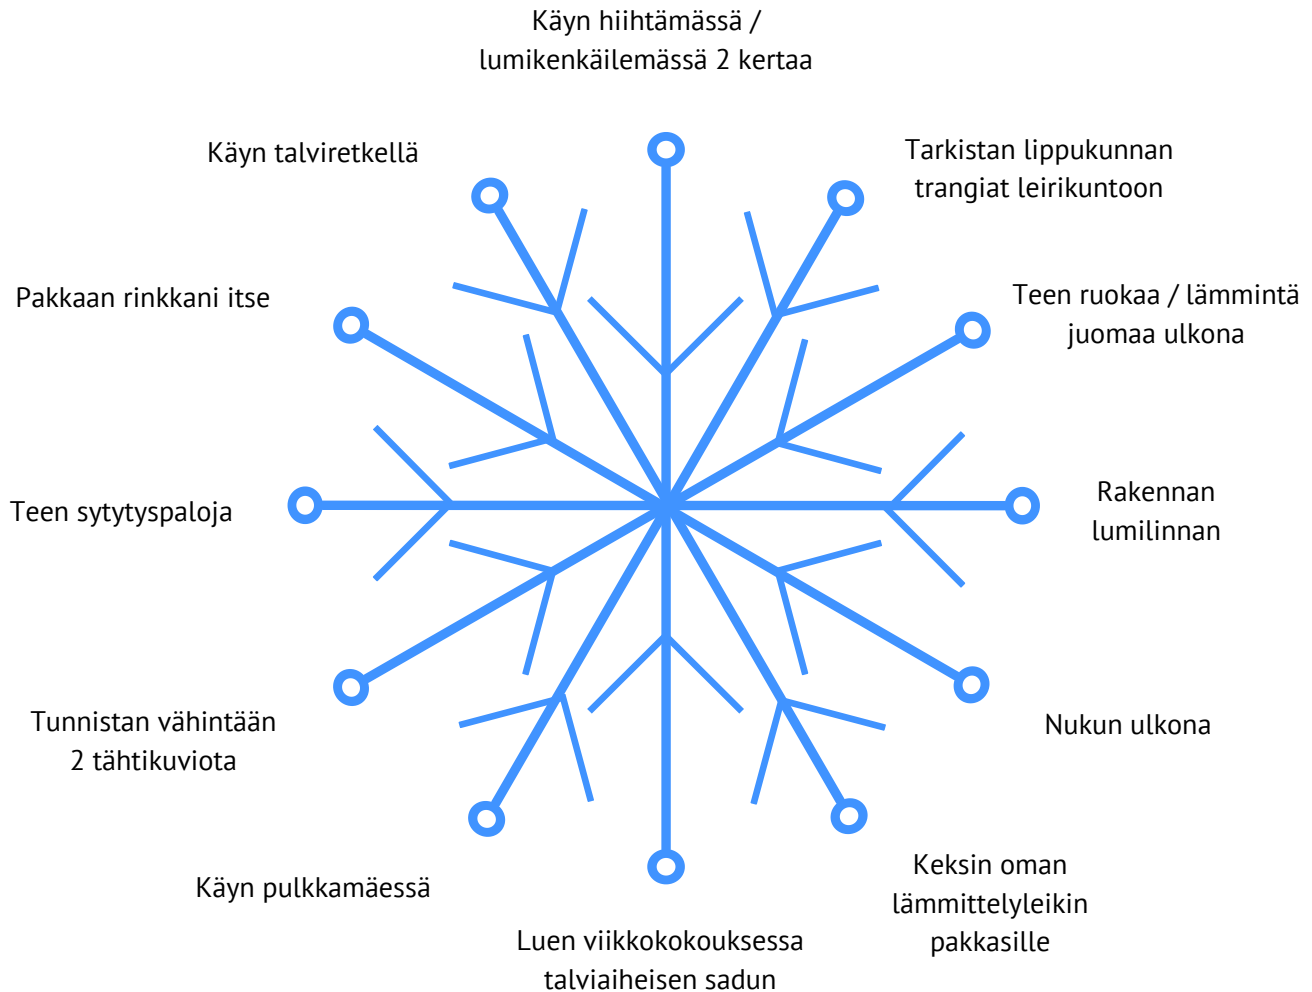 Käyn hiihtämässä /
lumikenkäilemässä 2 kertaa
Tarkistan lippukunnan
trangiat leirikuntoon
Teen ruokaa / lämmintä
juomaa ulkona
Rakennan
lumilinnan
Nukun ulkona
Keksin oman
lämmittelyleikin
pakkasille
Luen viikkokokouksessa
talviaiheisen sadun
Käyn pulkkamäessä
Tunnistan vähintään
2 tähtikuviota
Teen sytytyspaloja
Pakkaan rinkkani itse
Käyn talviretkellä